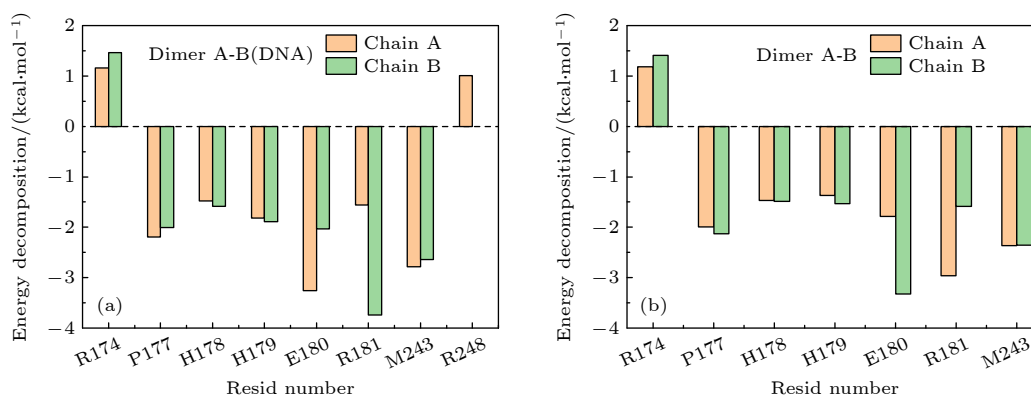 Energy decomposition/(kcal·mol⁻¹)
2
1
0
−1
−2
−3
−4
Dimer A-B(DNA)
Chain A
Chain B
(a)
R174
P177
H178
H179
E180
R181
M243
R248
Resid number
Energy decomposition/(kcal·mol⁻¹)
2
1
0
−1
−2
−3
−4
Dimer A-B
Chain A
Chain B
(b)
R174
P177
H178
H179
E180
R181
M243
Resid number